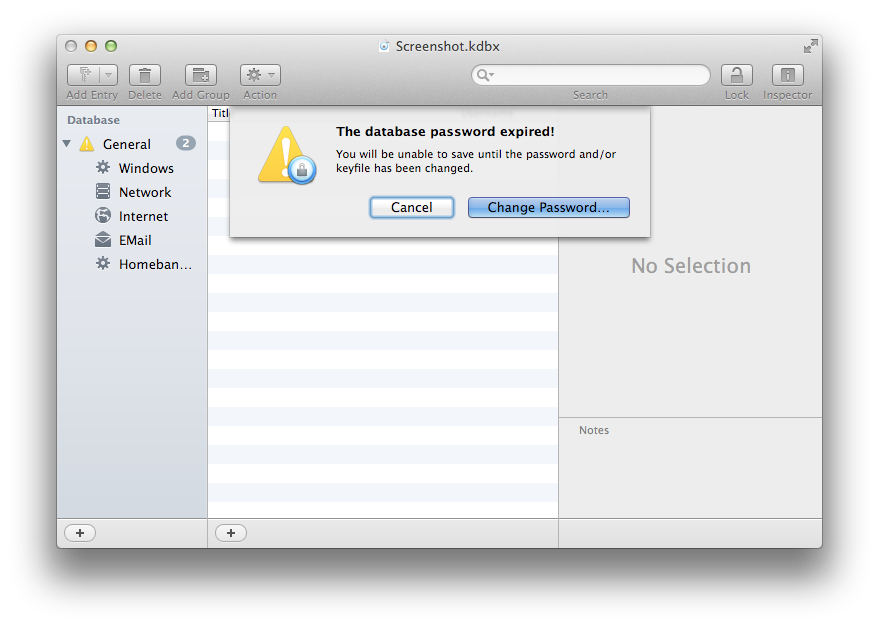 Screenshot.kdbx
Add Entry Delete Add Group Action Search Lock Inspector
Database
General 2
Windows
Network
Internet
EMail
Homeban…
The database password expired!
You will be unable to save until the password and/or
keyfile has been changed.
Cancel Change Password…
No Selection
Notes
+ +